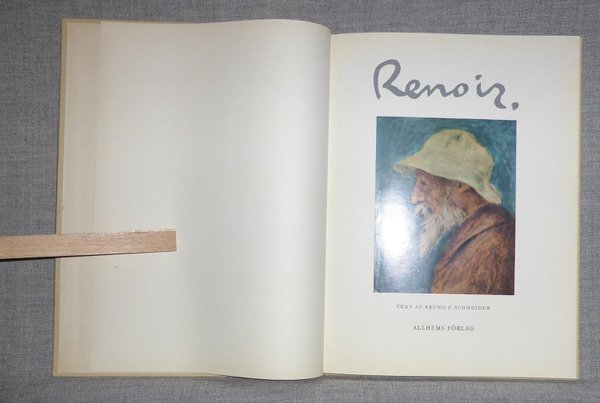 Renoir.
TEXT AV BRUNO F. SCHNEIDER
ALLHEMS FÖRLAG